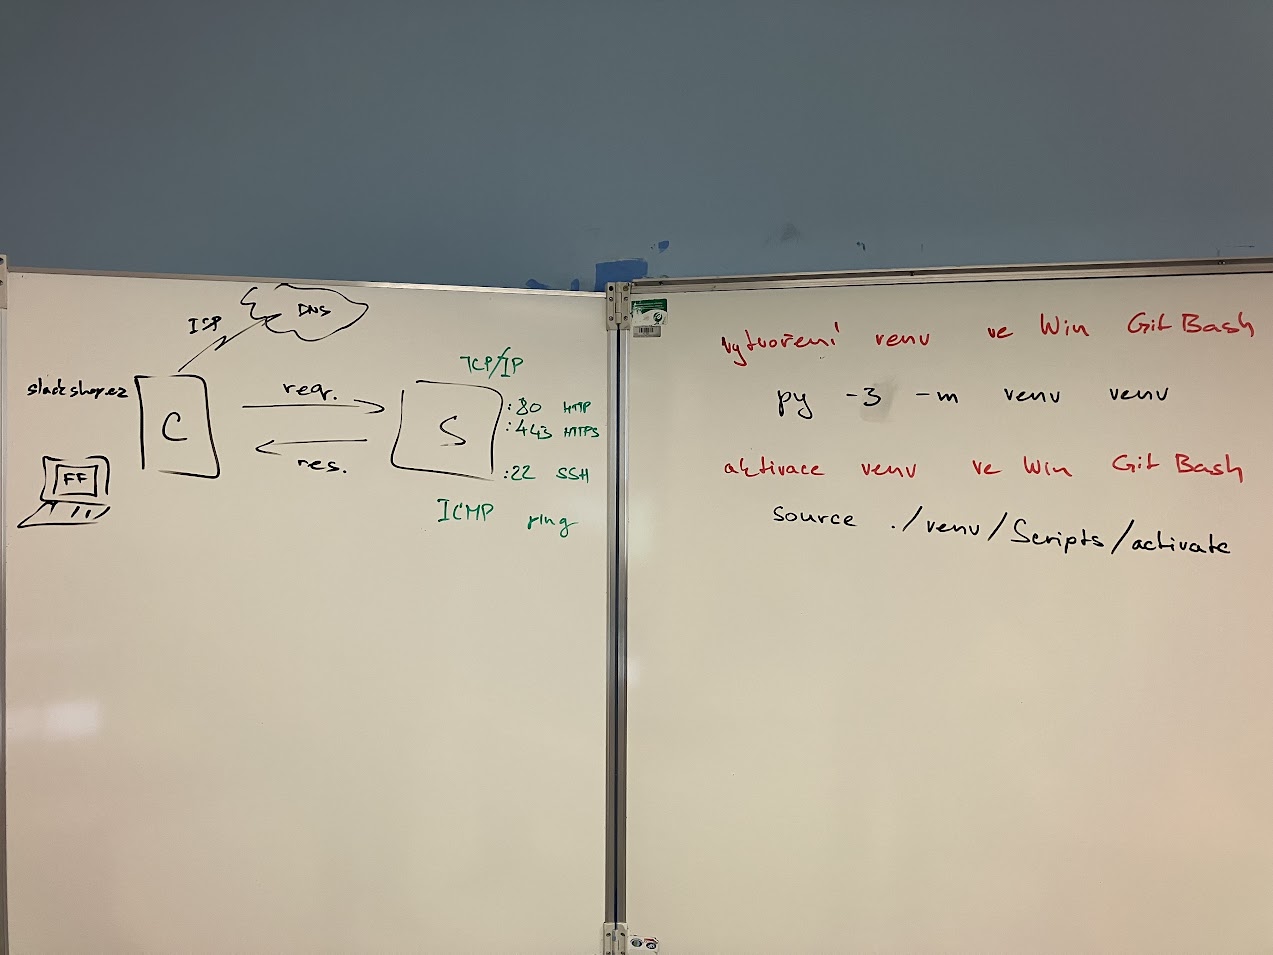 DNS
ISP
sladkshop.cz
C
req.
res.
FF
TCP/IP
S
:80 HTTP
:443 HTTPS
:22 SSH
ICMP ping
vytvoření venv ve Win Git Bash
py -3 -m venv venv
aktivace venv ve Win Git Bash
source ./venv/Scripts/activate